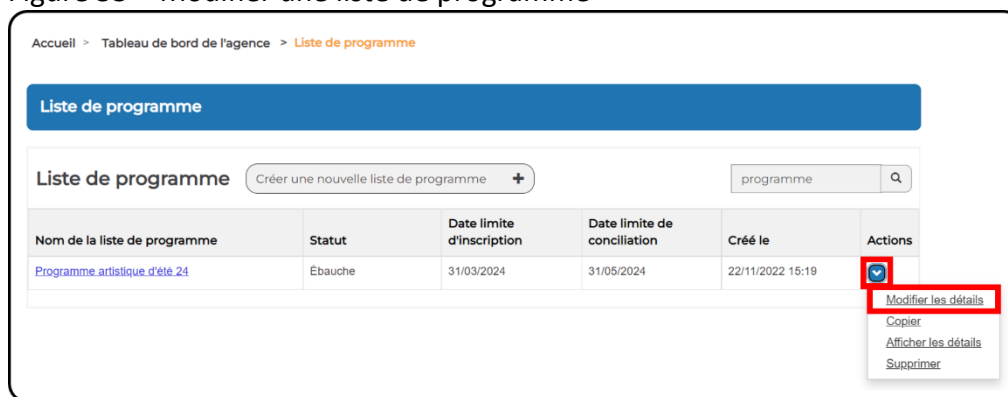 Accueil > Tableau de bord de l'agence > Liste de programme
Liste de programme
Liste de programme Créer une nouvelle liste de programme + programme
Nom de la liste de programme Statut Date limite d'inscription Date limite de conciliation Créé le Actions
Programme artistique d'été 24 Ébauche 31/03/2024 31/05/2024 22/11/2022 15:19
Modifier les détails
Copier
Afficher les détails
Supprimer